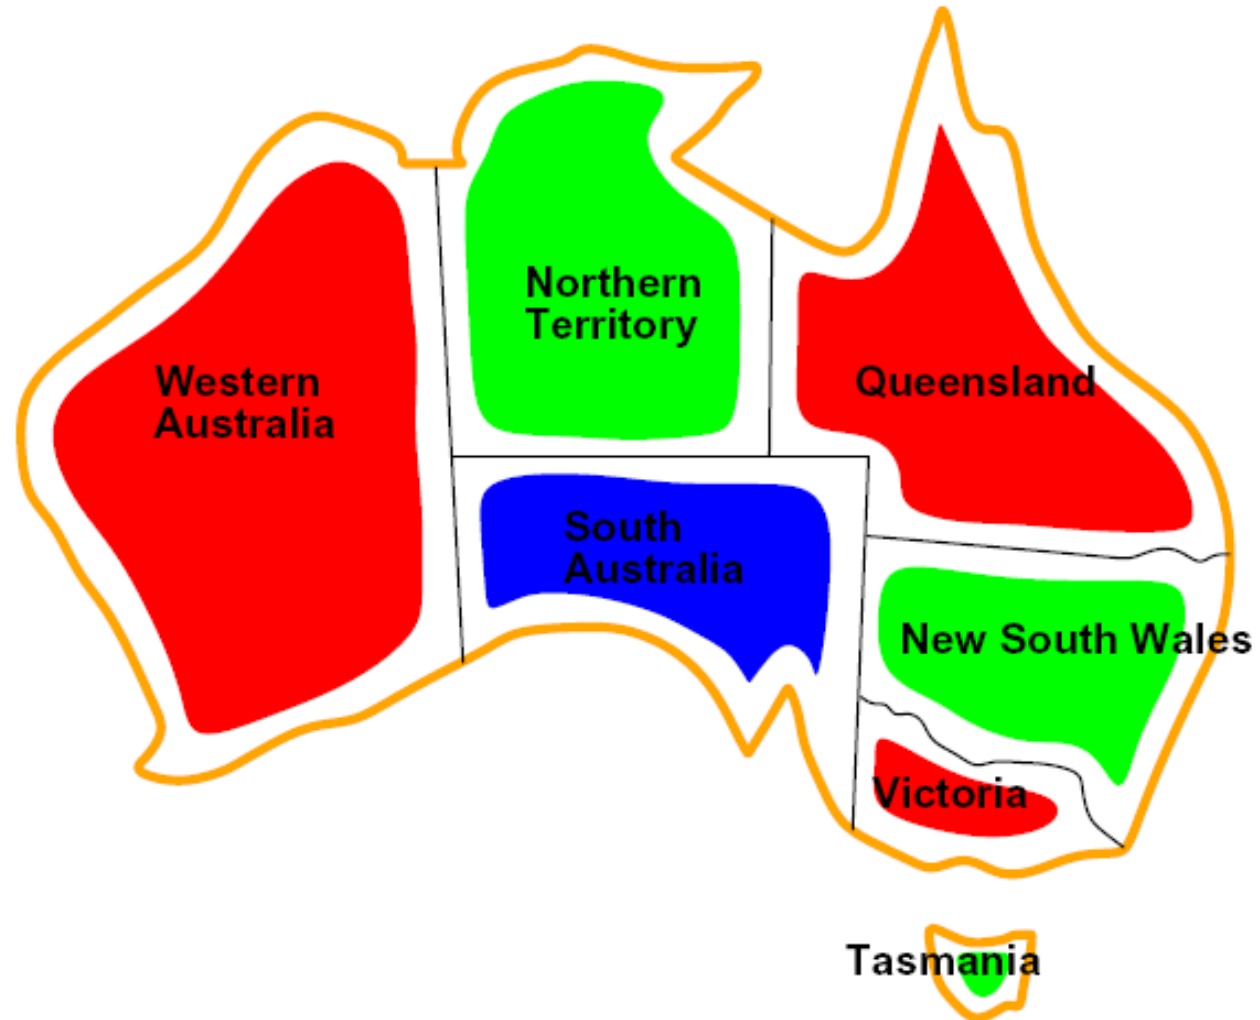 Northern
Territory
Western
Australia
Queensland
South
Australia
New South Wales
Victoria
Tasmania